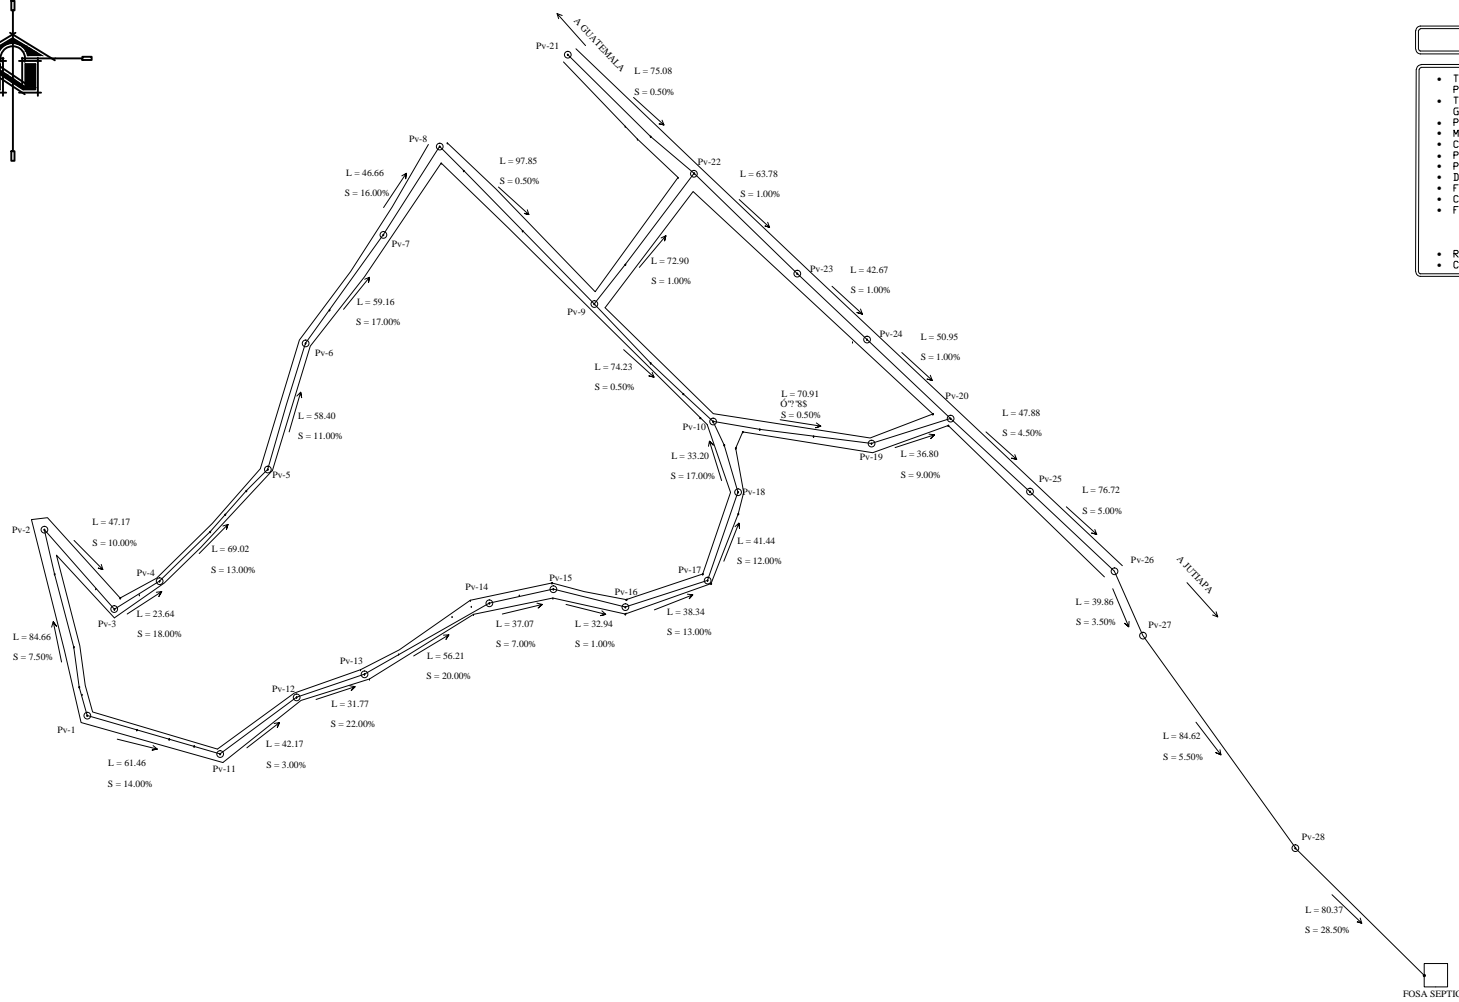 A GUATEMALA
Pv-21
L = 75.08
S = 0.50%
Pv-8
L = 97.85
S = 0.50%
Pv-22
L = 63.78
S = 1.00%
L = 46.66
S = 16.00%
Pv-7
L = 72.90
S = 1.00%
Pv-23
L = 42.67
S = 1.00%
L = 59.16
S = 17.00%
Pv-9
Pv-24
L = 50.95
S = 1.00%
Pv-6
L = 74.23
S = 0.50%
L = 70.91
Ó"?"8$
S = 0.50%
Pv-20
L = 47.88
S = 4.50%
L = 58.40
S = 11.00%
Pv-10
L = 33.20
S = 17.00%
Pv-19
L = 36.80
S = 9.00%
Pv-5
Pv-18
Pv-25
L = 76.72
S = 5.00%
Pv-2
L = 47.17
S = 10.00%
L = 69.02
S = 13.00%
L = 41.44
S = 12.00%
Pv-4
Pv-17
Pv-26
A JUTIAPA
Pv-3
L = 23.64
S = 18.00%
Pv-14
Pv-15
Pv-16
L = 38.34
S = 13.00%
L = 39.86
S = 3.50%
L = 84.66
S = 7.50%
L = 37.07
S = 7.00%
L = 32.94
S = 1.00%
Pv-27
Pv-13
L = 56.21
S = 20.00%
Pv-12
L = 31.77
S = 22.00%
Pv-1
L = 42.17
S = 3.00%
L = 84.62
S = 5.50%
L = 61.46
S = 14.00%
Pv-11
Pv-28
L = 80.37
S = 28.50%
FOSA SEPTIC
• T
P
• T
G
• P
• M
• C
• P
• P
• D
• F
• C
• F
• R
• C